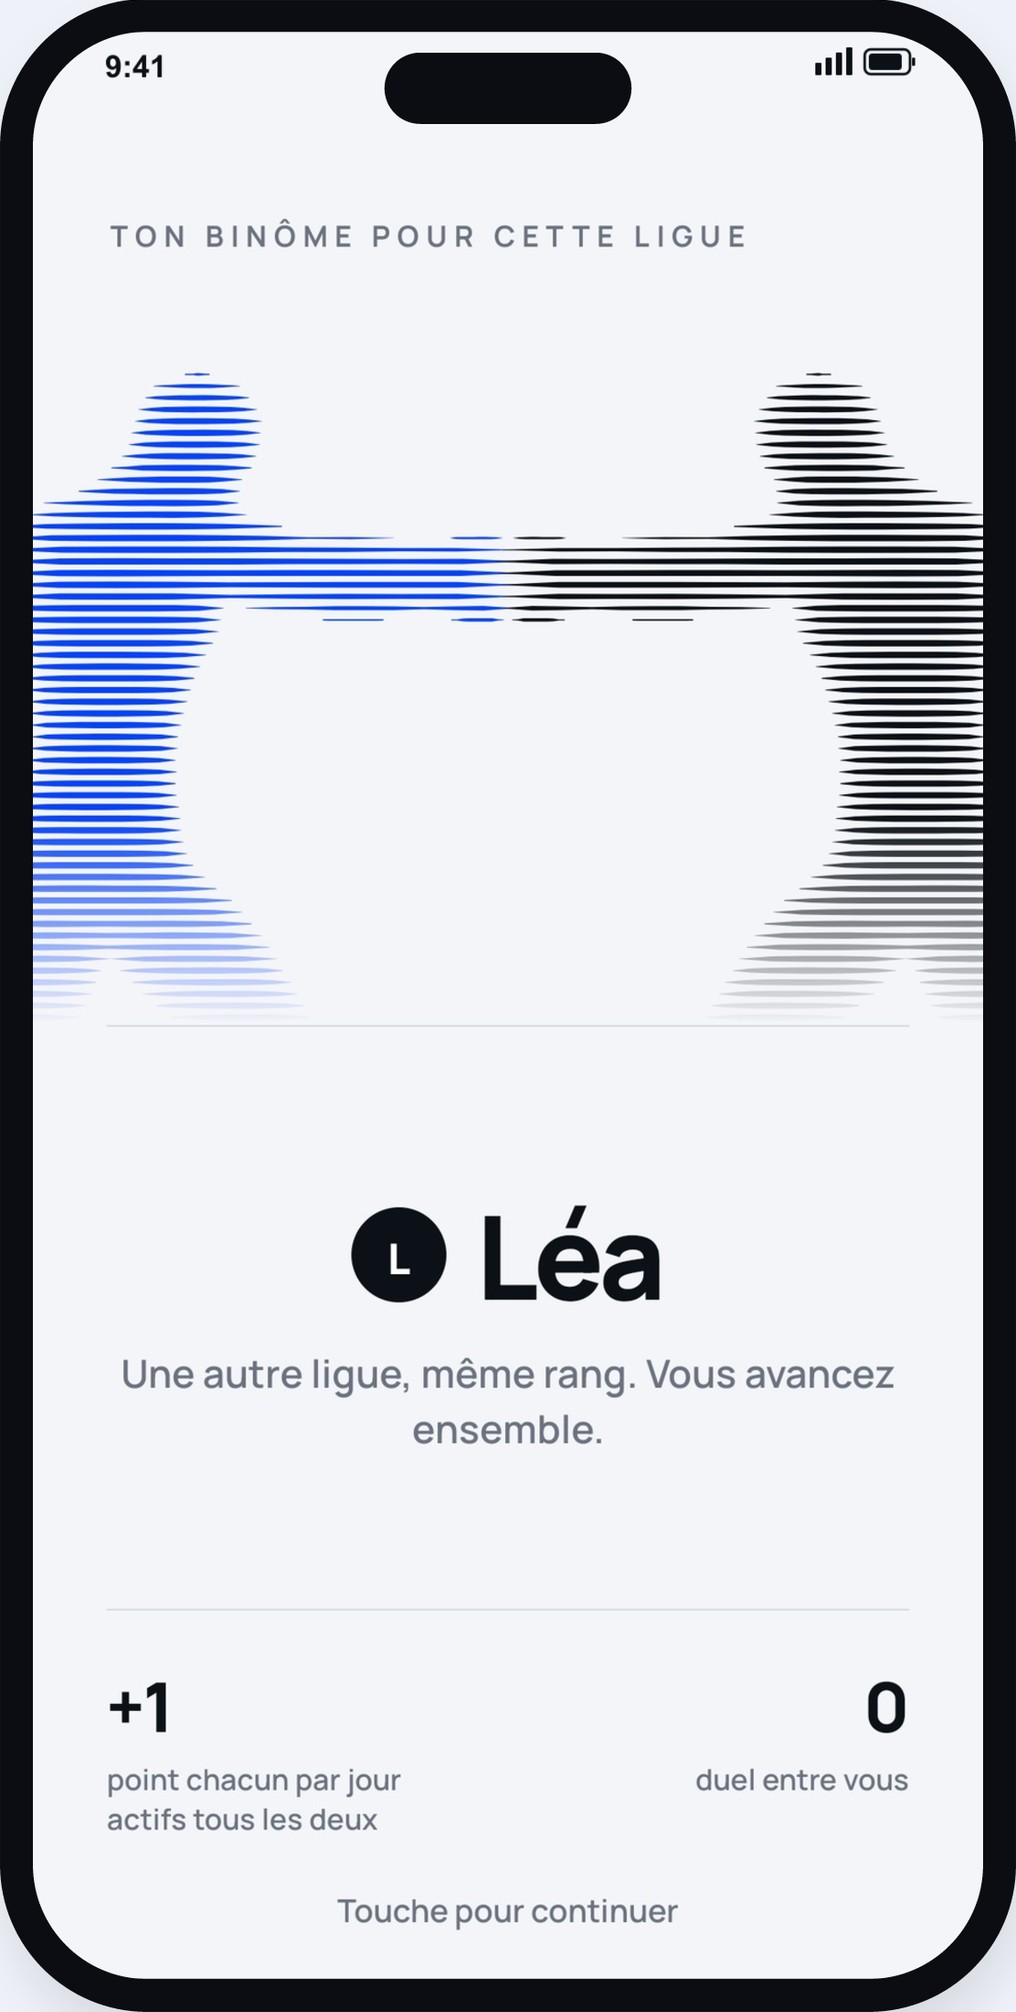 9:41
TON BINÔME POUR CETTE LIGUE
L Léa
Une autre ligue, même rang. Vous avancez
ensemble.
+1
point chacun par jour
actifs tous les deux
0
duel entre vous
Touche pour continuer